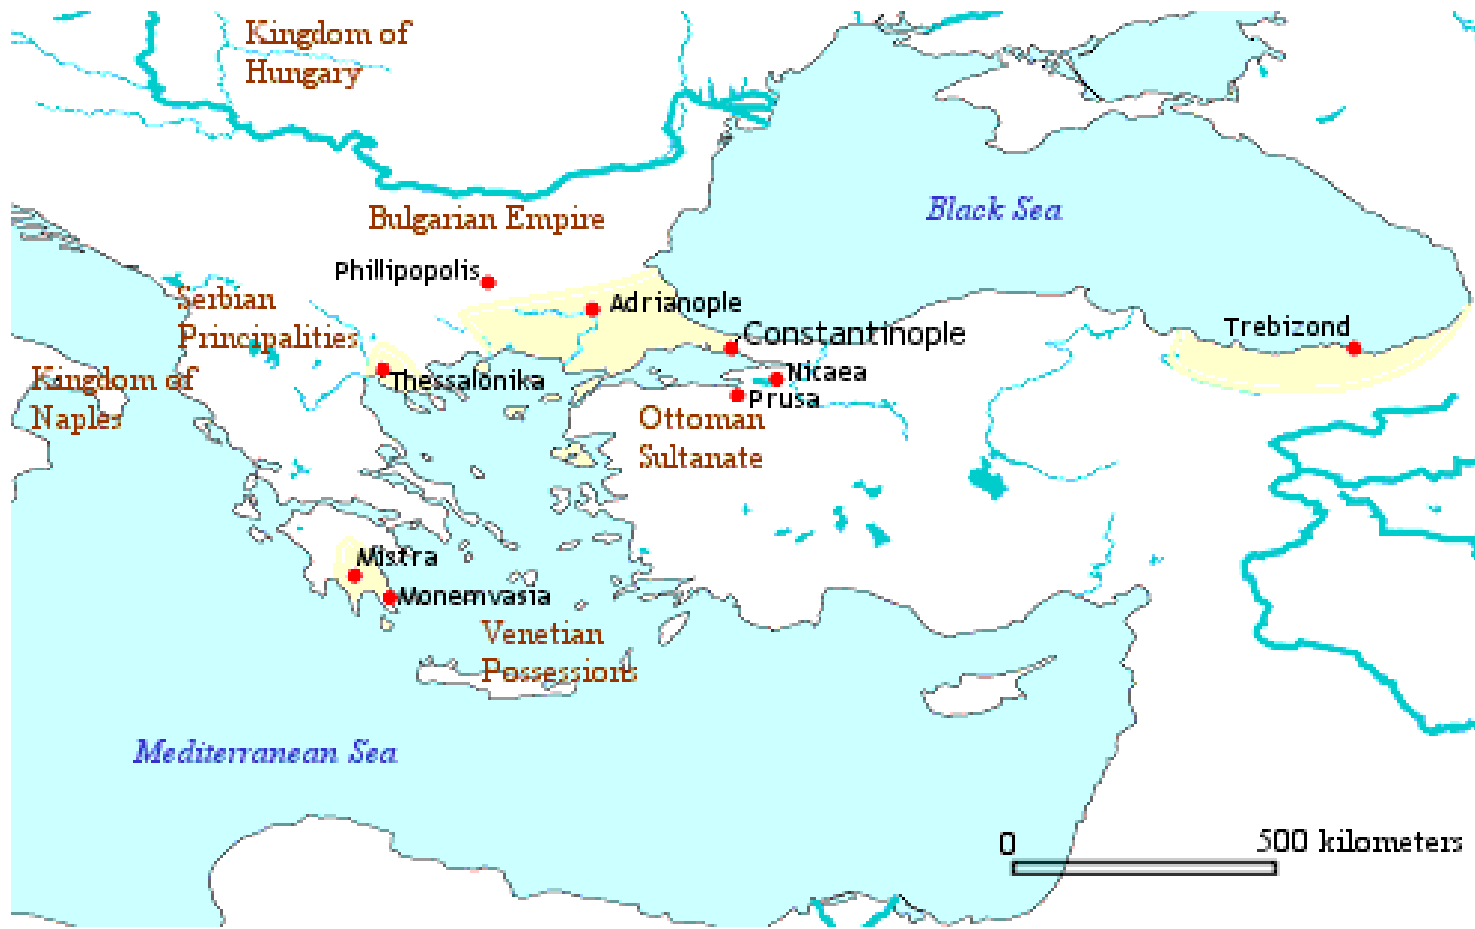 Kingdom of
Hungary
Black Sea
Bulgarian Empire
Phillipopolis
Serbian
Principalities
Adrianople
Constantinople
Trebizond
Kingdom of
Naples
Thessalonika
Nicaea
Prusa
Ottoman
Sultanate
Mistra
Monemvasia
Venetian
Possessions
Mediterranean Sea
0 500 kilometers